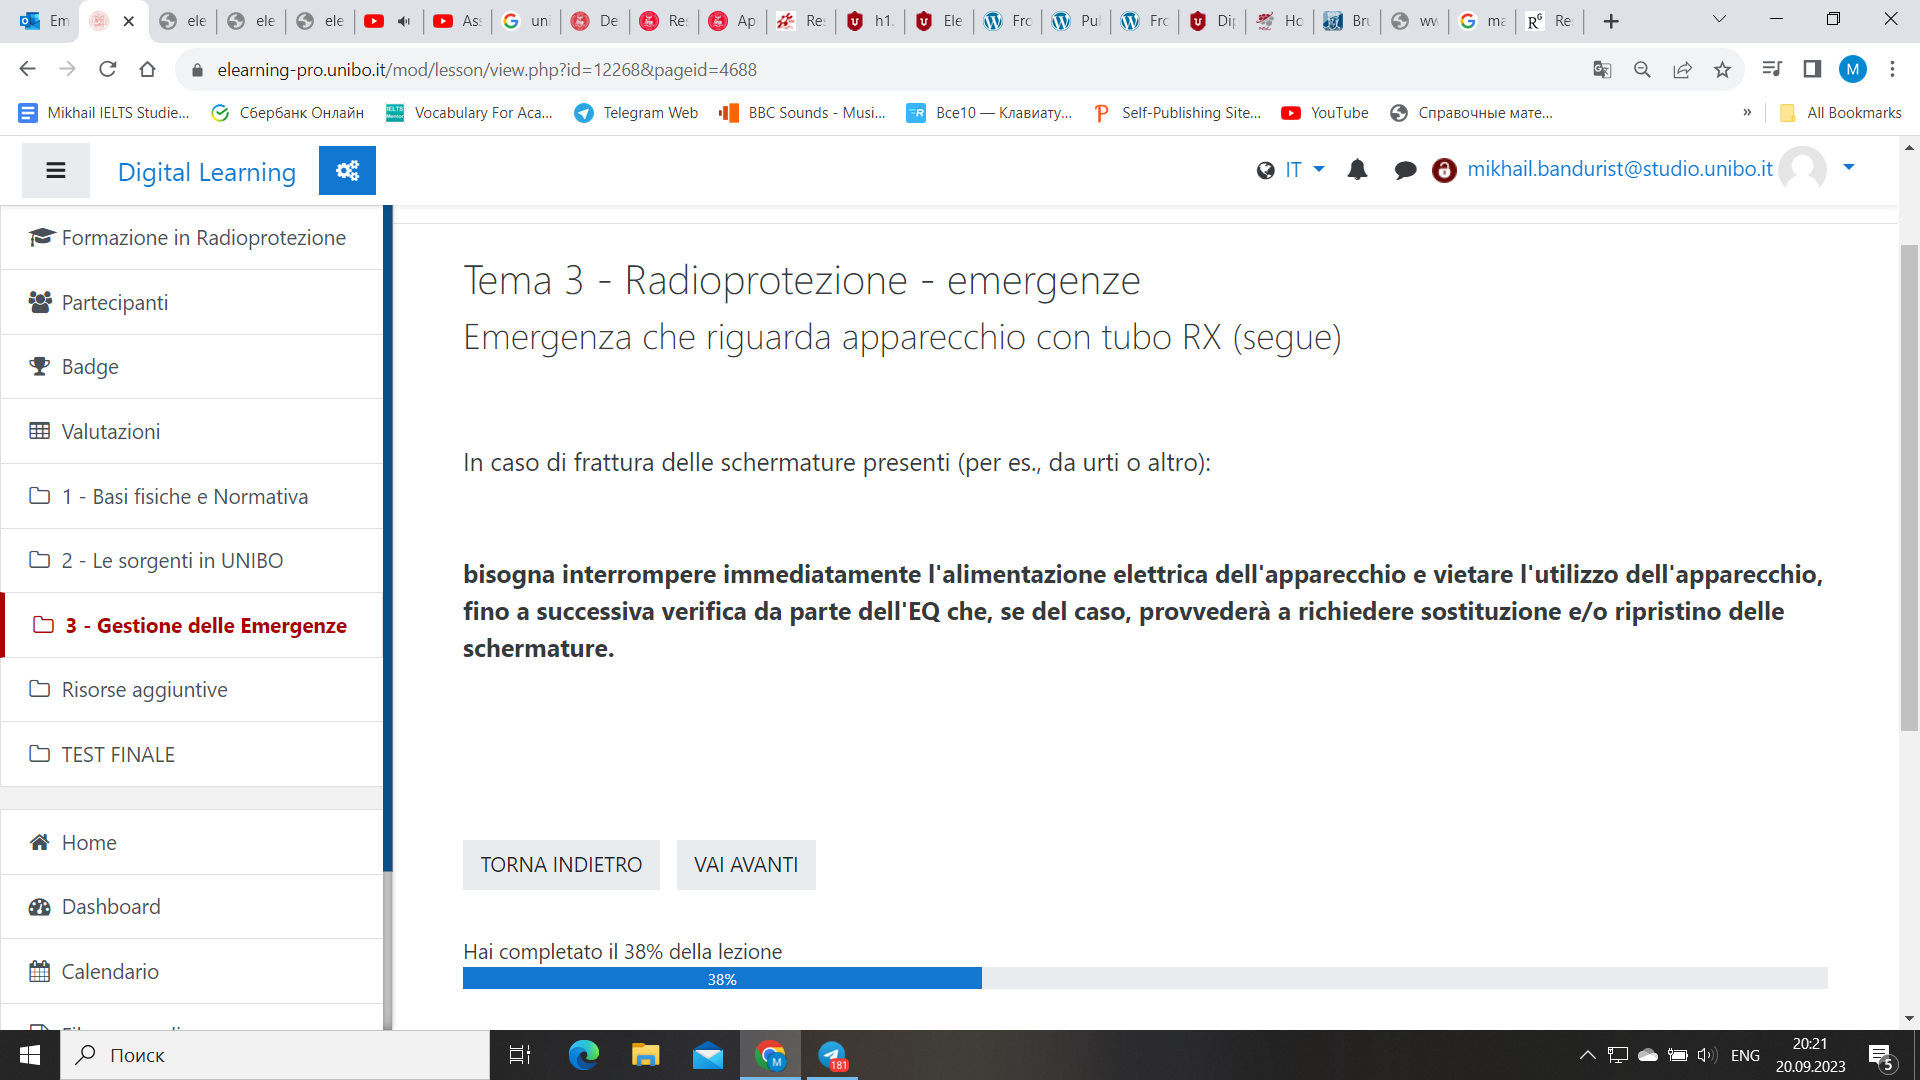 Em
ele
ele
ele
Ass
uni
De
Res
Ap
Res
h1.
Ele
Fro
Pul
Fro
Dip
Ho
Bru
ww
ma
Re
elearning-pro.unibo.it/mod/lesson/view.php?id=12268&pageid=4688
M
Mikhail IELTS Studie...
Сбербанк Онлайн
Vocabulary For Aca...
Telegram Web
BBC Sounds - Musi...
Все10 — Клавиату...
Self-Publishing Site...
YouTube
Справочные мате...
»
All Bookmarks
Digital Learning
IT
mikhail.bandurist@studio.unibo.it
Formazione in Radioprotezione
Partecipanti
Badge
Valutazioni
1 - Basi fisiche e Normativa
2 - Le sorgenti in UNIBO
3 - Gestione delle Emergenze
Risorse aggiuntive
TEST FINALE
Home
Dashboard
Calendario
Tema 3 - Radioprotezione - emergenze
Emergenza che riguarda apparecchio con tubo RX (segue)
In caso di frattura delle schermature presenti (per es., da urti o altro):
bisogna interrompere immediatamente l'alimentazione elettrica dell'apparecchio e vietare l'utilizzo dell'apparecchio,
fino a successiva verifica da parte dell'EQ che, se del caso, provvederà a richiedere sostituzione e/o ripristino delle
schermature.
TORNA INDIETRO
VAI AVANTI
Hai completato il 38% della lezione
38%
Поиск
M
181
ENG
20:21
20.09.2023
5